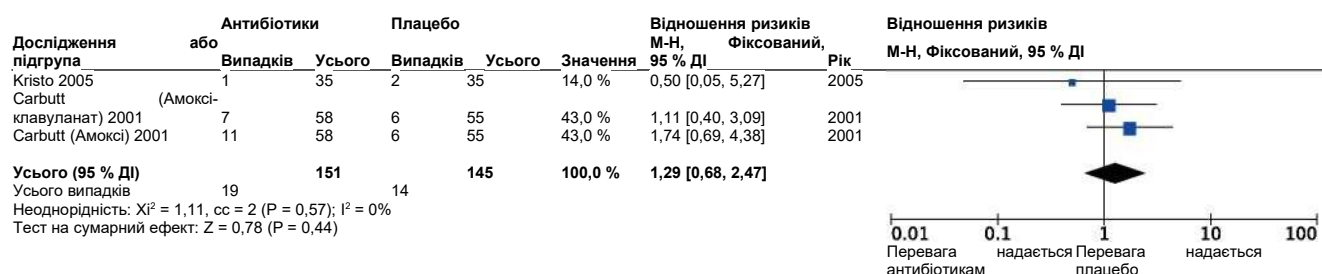 Антибіотики Плацебо Відношення ризиків Відношення ризиків
Дослідження або підгрупа Випадків Усього Випадків Усього Значення М-Н, Фіксований, 95 % ДІ Рік М-Н, Фіксований, 95 % ДІ
Kristo 2005 1 35 2 35 14,0 % 0,50 [0,05, 5,27] 2005
Carbutt (Амоксі-
клавуланат) 2001 7 58 6 55 43,0 % 1,11 [0,40, 3,09] 2001
Carbutt (Амоксі) 2001 11 58 6 55 43,0 % 1,74 [0,69, 4,38] 2001
Усього (95 % ДІ) 151 145 100,0 % 1,29 [0,68, 2,47]
Усього випадків 19 14
Неоднорідність: Xi² = 1,11, сс = 2 (P = 0,57); I² = 0%
Тест на сумарний ефект: Z = 0,78 (P = 0,44)
0.01 0.1 1 10 100
Перевага надається Перевага надається
антибіотикам плацебо